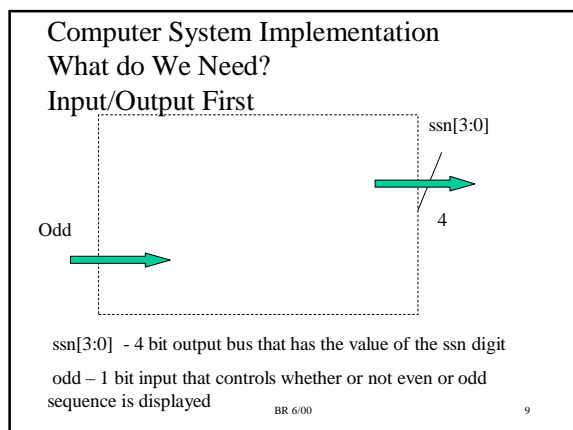 Computer System Implementation
What do We Need?
Input/Output First
ssn[3:0]
4
Odd
ssn[3:0]  - 4 bit output bus that has the value of the ssn digit
odd – 1 bit input that controls whether or not even or odd
sequence is displayed
BR 6/00
9